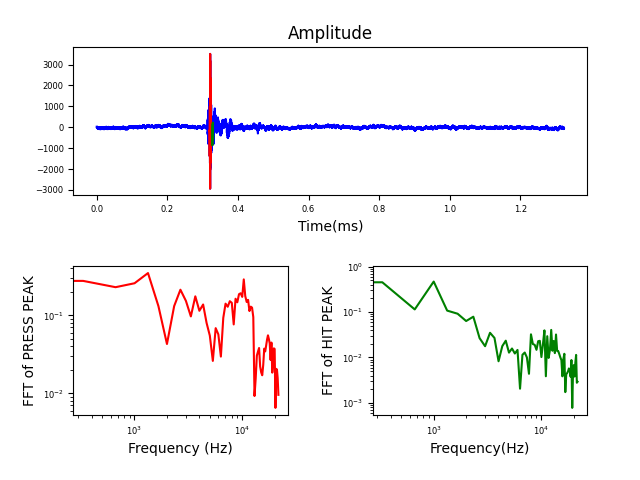 Amplitude
3000
2000
1000
0
−1000
−2000
−3000
0.0 0.2 0.4 0.6 0.8 1.0 1.2
Time(ms)
FFT of PRESS PEAK
10⁻¹
10⁻²
10³ 10⁴
Frequency (Hz)
FFT of HIT PEAK
10⁰
10⁻¹
10⁻²
10⁻³
10³ 10⁴
Frequency(Hz)